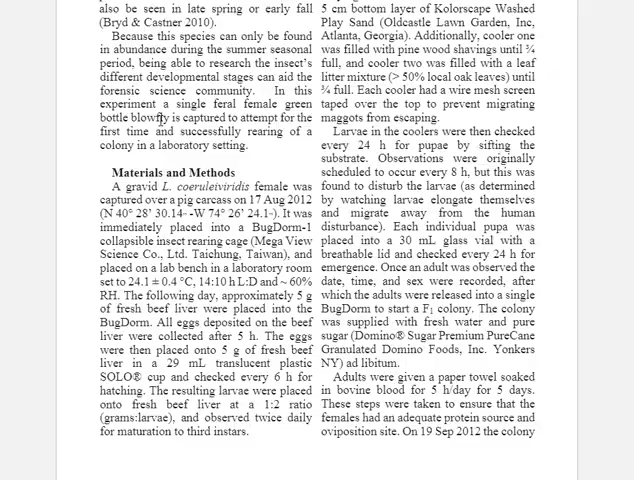 also be seen in late spring or early fall
(Bryd & Castner 2010).
Because this species can only be found
in abundance during the summer seasonal
period, being able to research the insect's
different developmental stages can aid the
forensic science community. In this
experiment a single feral female green
bottle blowfly is captured to attempt for the
first time and successfully rearing of a
colony in a laboratory setting.
Materials and Methods
A gravid L. coeruleiviridis female was
captured over a pig carcass on 17 Aug 2012
(N 40° 28' 30.14" -W 74° 26' 24.1"). It was
immediately placed into a BugDorm-1
collapsible insect rearing cage (Mega View
Science Co., Ltd. Taichung, Taiwan), and
placed on a lab bench in a laboratory room
set to 24.1 ± 0.4 °C, 14:10 h L:D and ~ 60%
RH. The following day, approximately 5 g
of fresh beef liver were placed into the
BugDorm. All eggs deposited on the beef
liver were collected after 5 h. The eggs
were then placed onto 5 g of fresh beef
liver in a 29 mL translucent plastic
SOLO® cup and checked every 6 h for
hatching. The resulting larvae were placed
onto fresh beef liver at a 1:2 ratio
(grams:larvae), and observed twice daily
for maturation to third instars.
5 cm bottom layer of Kolorscape Washed
Play Sand (Oldcastle Lawn Garden, Inc,
Atlanta, Georgia). Additionally, cooler one
was filled with pine wood shavings until ¾
full, and cooler two was filled with a leaf
litter mixture (> 50% local oak leaves) until
¾ full. Each cooler had a wire mesh screen
taped over the top to prevent migrating
maggots from escaping.
Larvae in the coolers were then checked
every 24 h for pupae by sifting the
substrate. Observations were originally
scheduled to occur every 8 h, but this was
found to disturb the larvae (as determined
by watching larvae elongate themselves
and migrate away from the human
disturbance). Each individual pupa was
placed into a 30 mL glass vial with a
breathable lid and checked every 24 h for
emergence. Once an adult was observed the
date, time, and sex were recorded, after
which the adults were released into a single
BugDorm to start a F₁ colony. The colony
was supplied with fresh water and pure
sugar (Domino® Sugar Premium PureCane
Granulated Domino Foods, Inc. Yonkers
NY) ad libitum.
Adults were given a paper towel soaked
in bovine blood for 5 h/day for 5 days.
These steps were taken to ensure that the
females had an adequate protein source and
oviposition site. On 19 Sep 2012 the colony